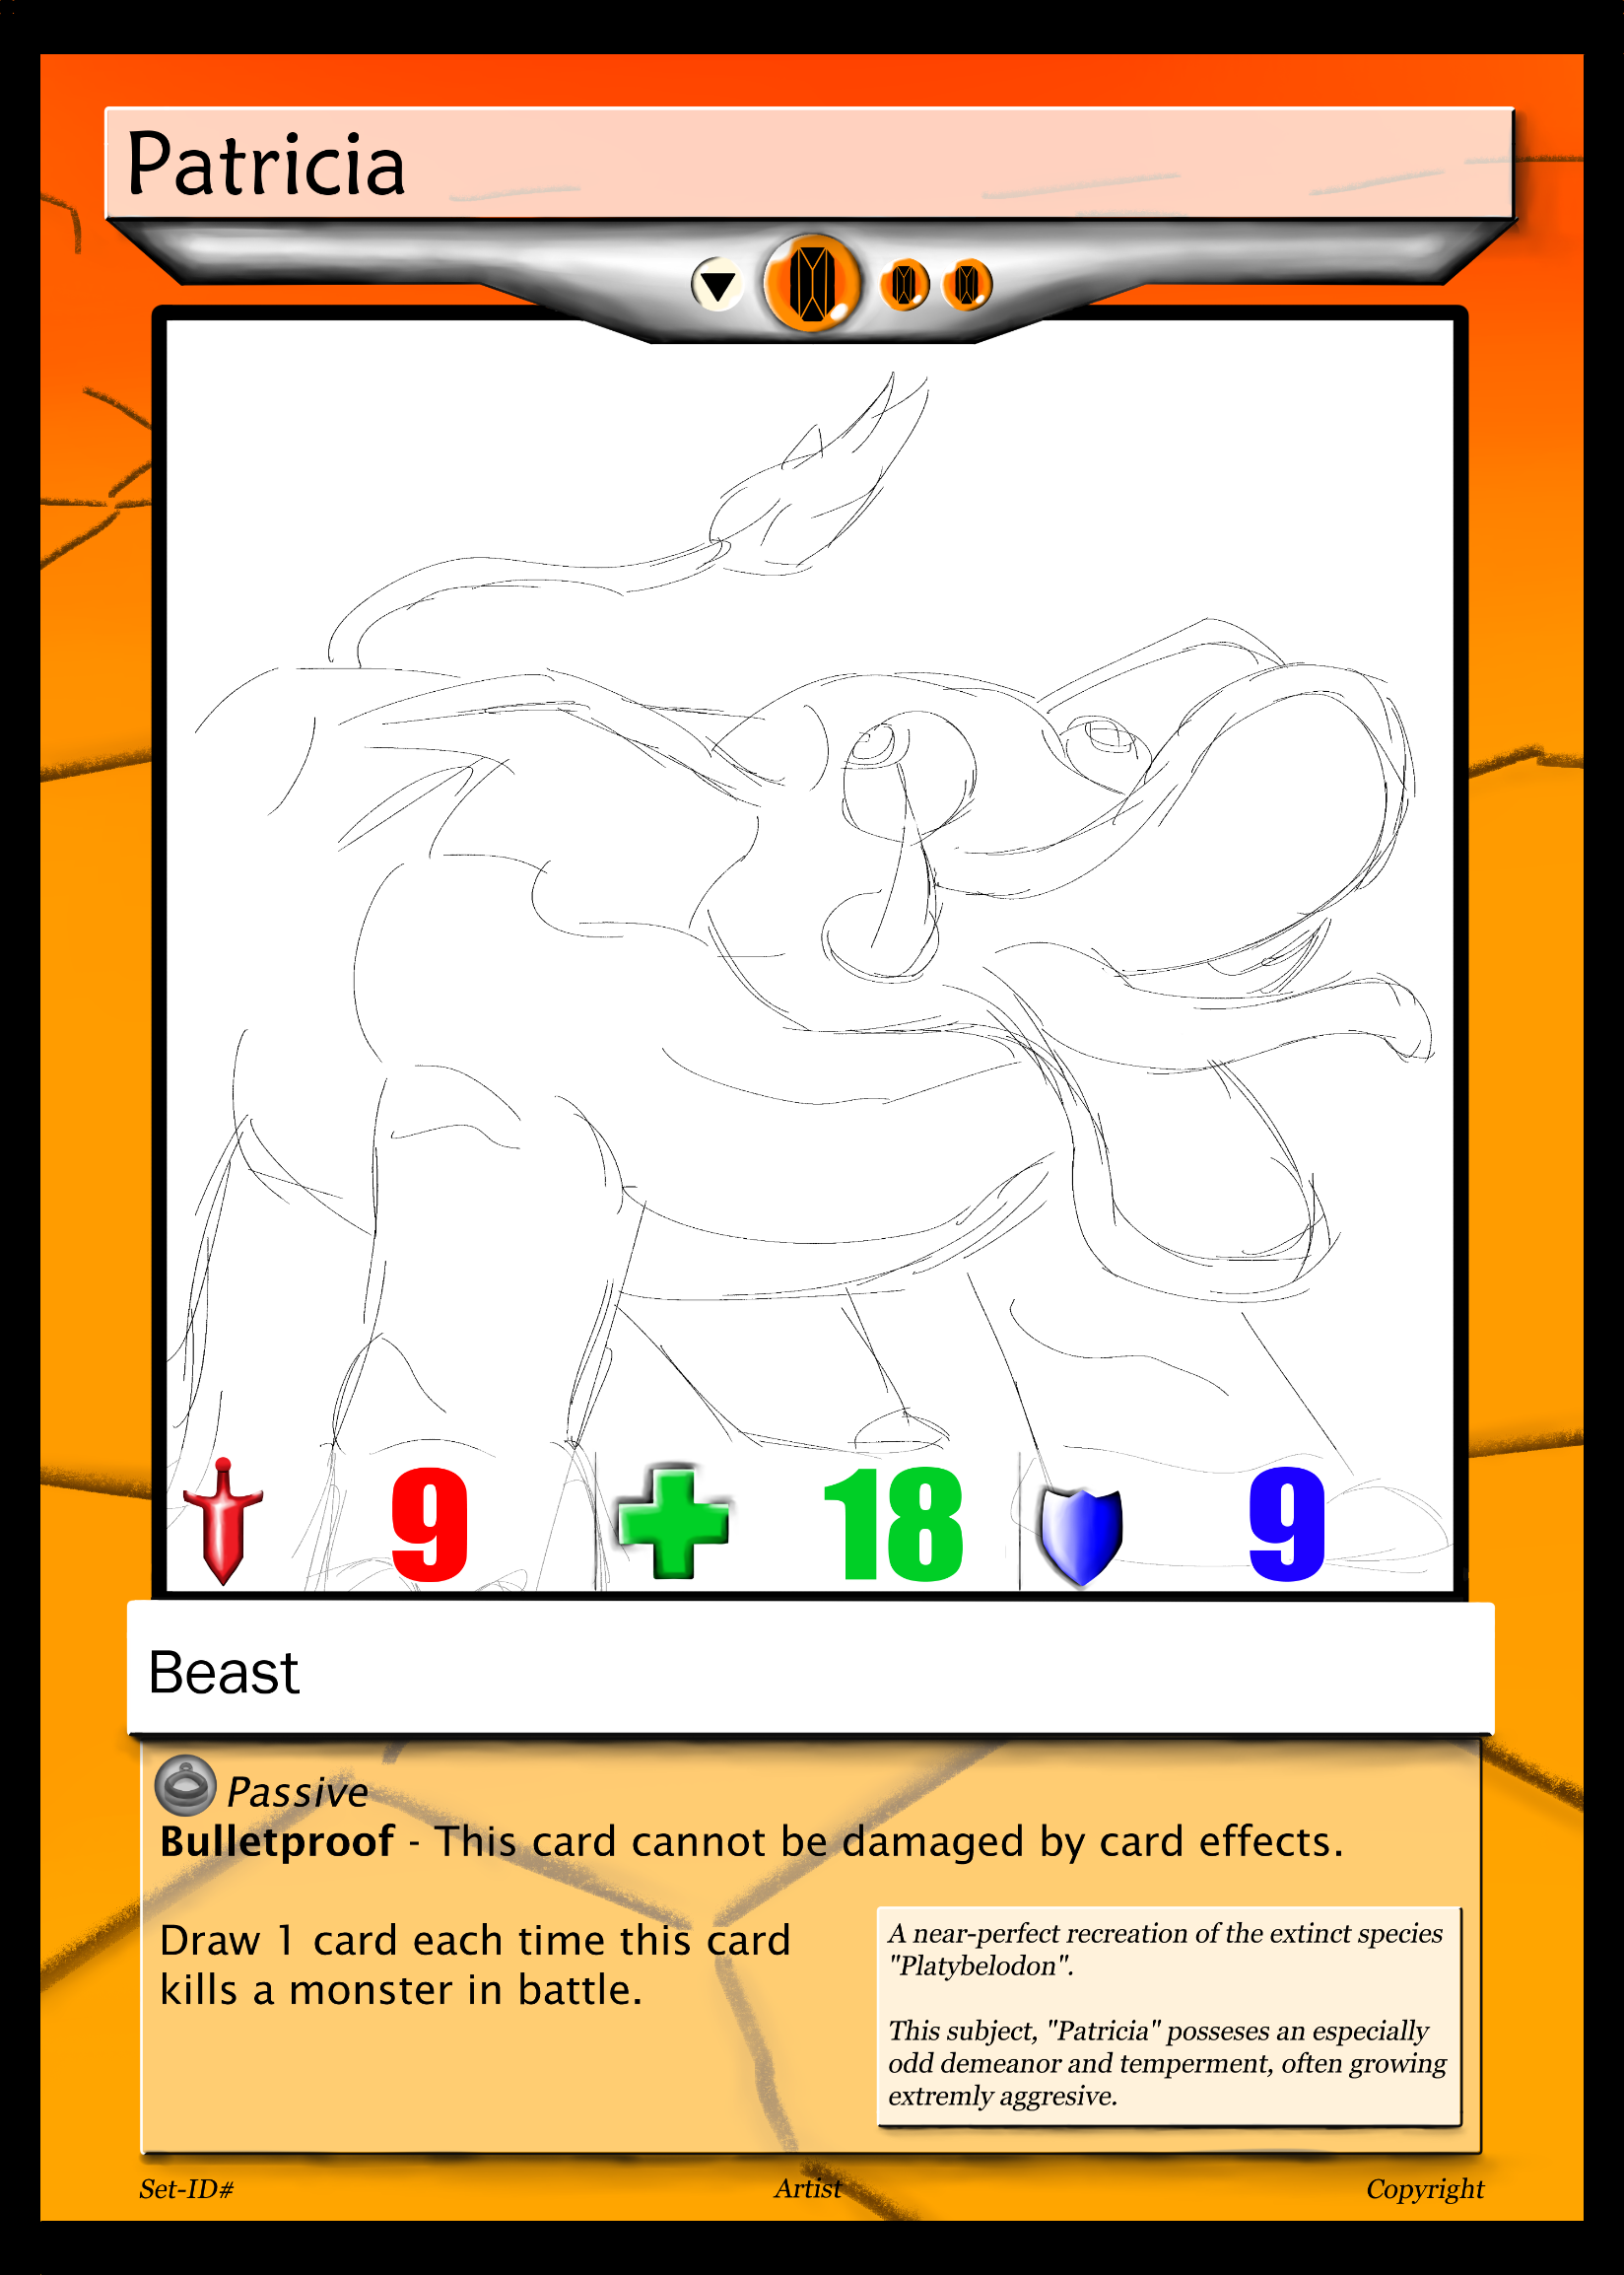 Patricia
9 18 9
Beast
Passive
Bulletproof - This card cannot be damaged by card effects.
Draw 1 card each time this card
kills a monster in battle.
A near-perfect recreation of the extinct species
"Platybelodon".
This subject, "Patricia" posseses an especially
odd demeanor and temperment, often growing
extremly aggresive.
Set-ID# Artist Copyright